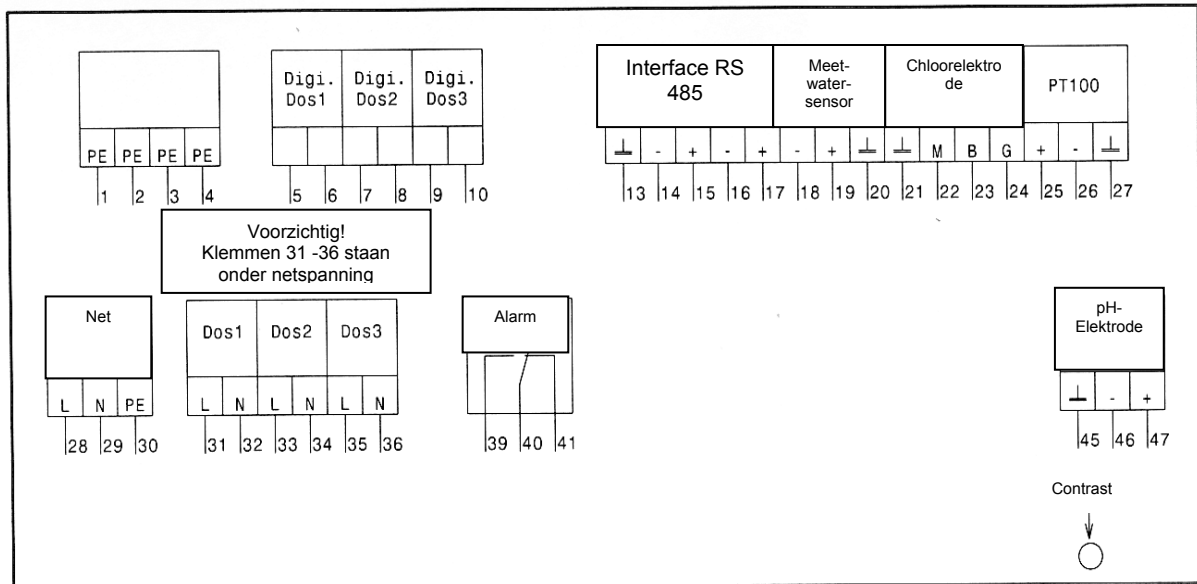 Digi. Dos1
Digi. Dos2
Digi. Dos3
PE PE PE PE
1 2 3 4
5 6 7 8 9 10
Interface RS
485
Meet-
water-
sensor
Chloorelektro
de
PT100
⏊ - + - + - + ⏊ ⏊ M B G + - ⏊
13 14 15 16 17 18 19 20 21 22 23 24 25 26 27
Voorzichtig!
Klemmen 31 -36 staan
onder netspanning
Net
L N PE
28 29 30
Dos1 Dos2 Dos3
L N L N L N
31 32 33 34 35 36
Alarm
39 40 41
pH-
Elektrode
⏊ - +
45 46 47
Contrast